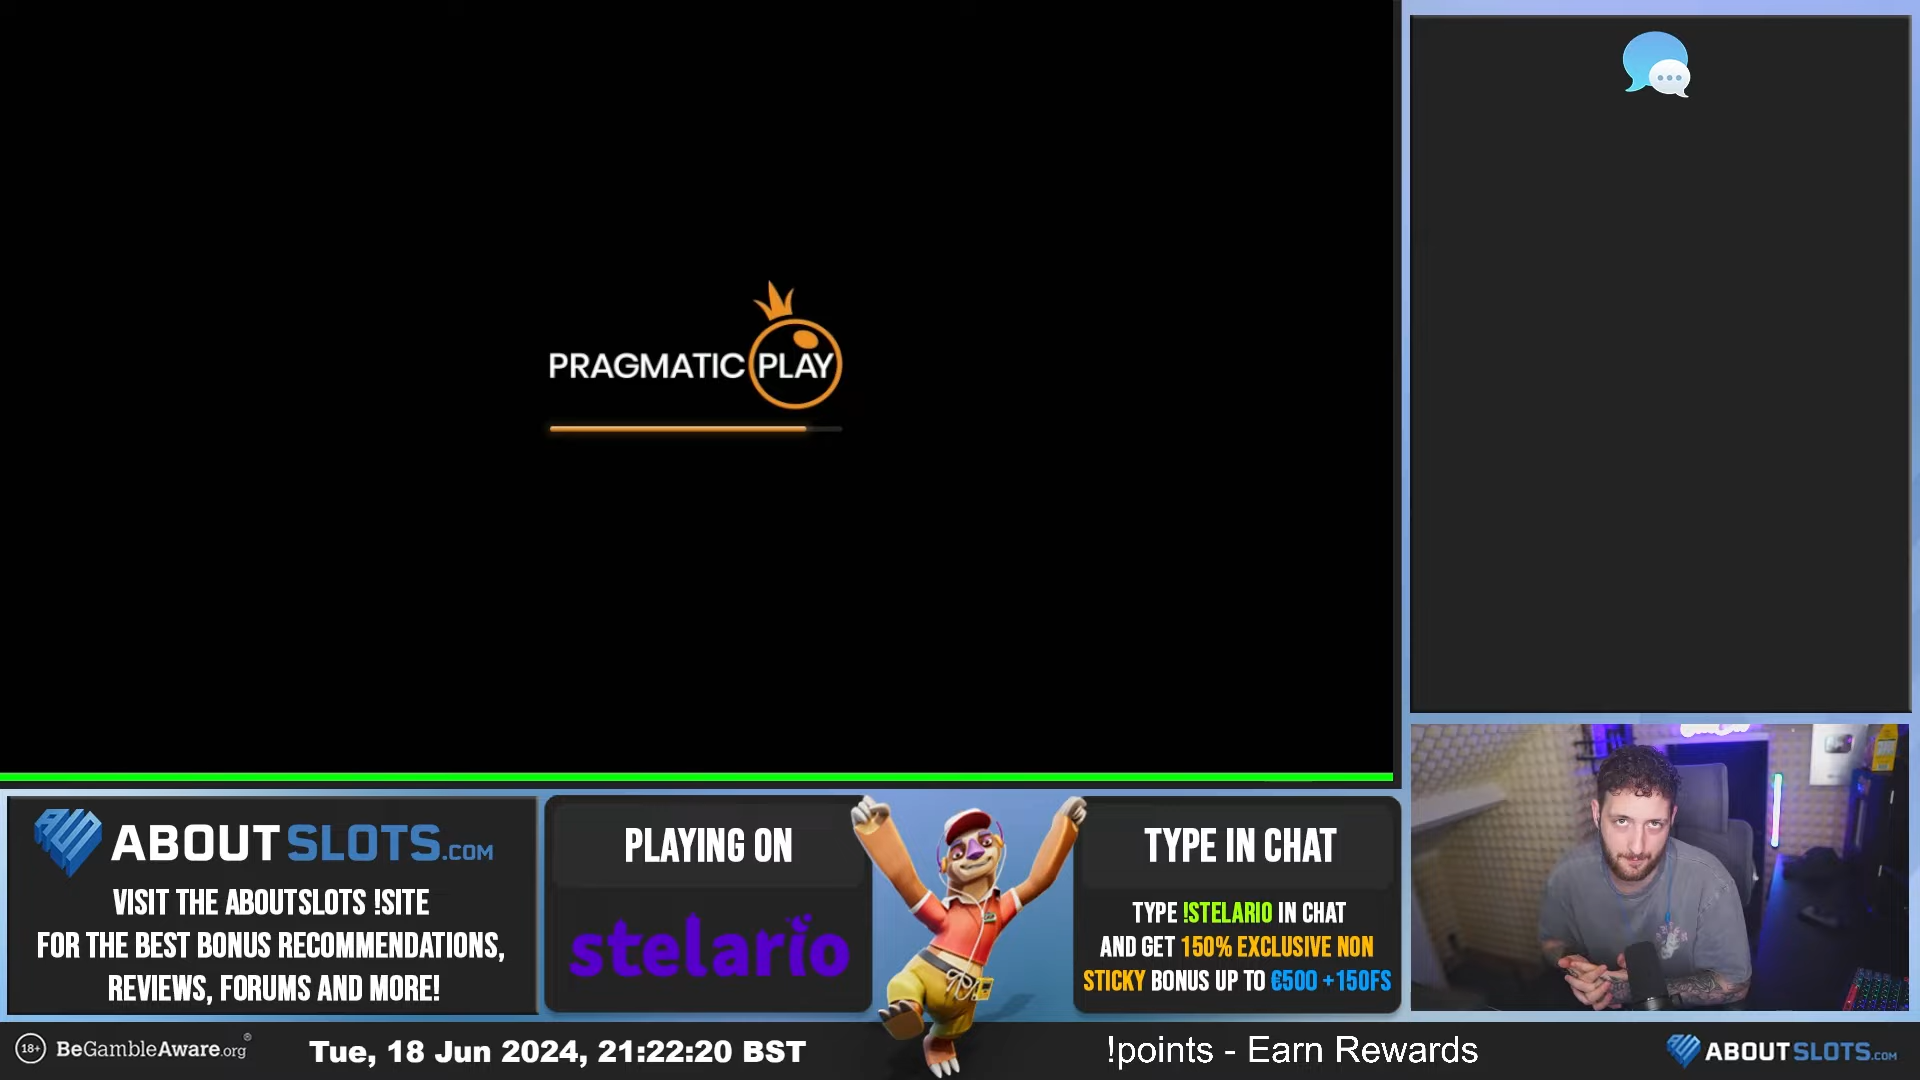 PRAGMATIC PLAY
ABOUTSLOTS.COM
VISIT THE ABOUTSLOTS !SITE
FOR THE BEST BONUS RECOMMENDATIONS,
REVIEWS, FORUMS AND MORE!
PLAYING ON
stelario
TYPE IN CHAT
TYPE !STELARIO IN CHAT
AND GET 150% EXCLUSIVE NON
STICKY BONUS UP TO €500 +150FS
18+ BeGambleAware.org®
Tue, 18 Jun 2024, 21:22:20 BST
!points - Earn Rewards
ABOUTSLOTS.COM